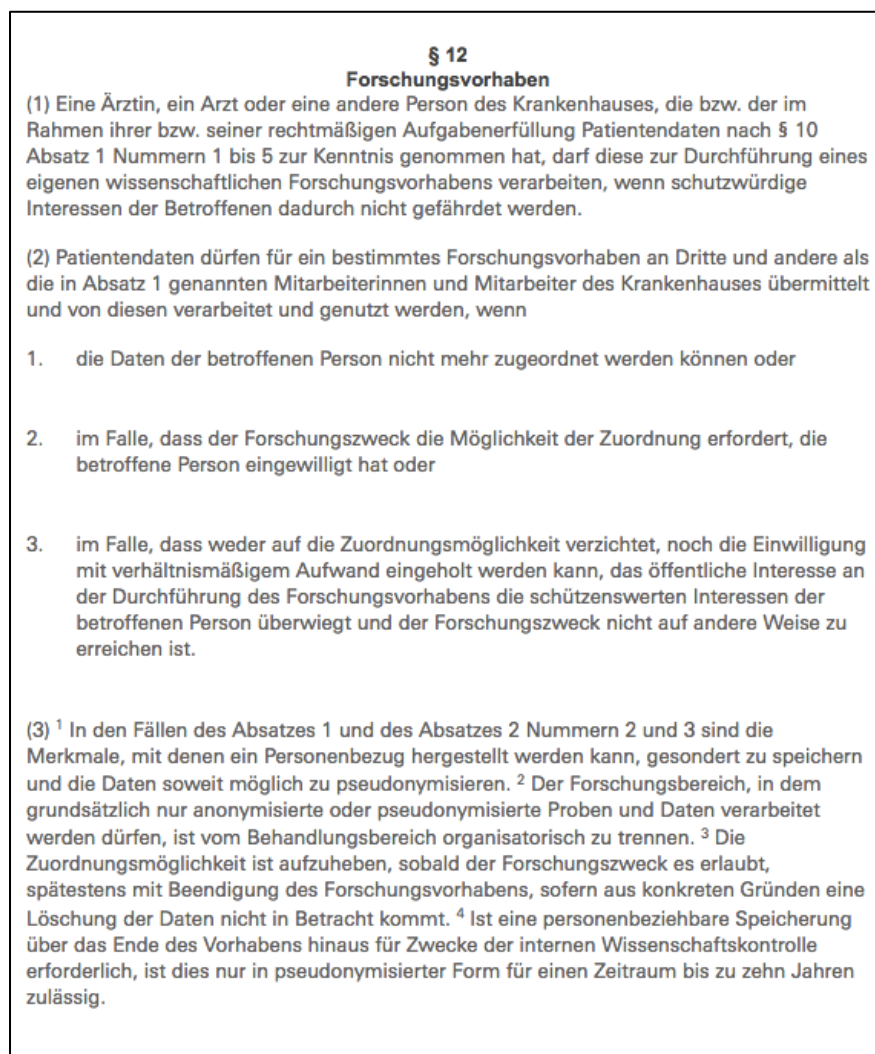 § 12
Forschungsvorhaben
(1) Eine Ärztin, ein Arzt oder eine andere Person des Krankenhauses, die bzw. der im
Rahmen ihrer bzw. seiner rechtmäßigen Aufgabenerfüllung Patientendaten nach § 10
Absatz 1 Nummern 1 bis 5 zur Kenntnis genommen hat, darf diese zur Durchführung eines
eigenen wissenschaftlichen Forschungsvorhabens verarbeiten, wenn schutzwürdige
Interessen der Betroffenen dadurch nicht gefährdet werden.
(2) Patientendaten dürfen für ein bestimmtes Forschungsvorhaben an Dritte und andere als
die in Absatz 1 genannten Mitarbeiterinnen und Mitarbeiter des Krankenhauses übermittelt
und von diesen verarbeitet und genutzt werden, wenn
1. die Daten der betroffenen Person nicht mehr zugeordnet werden können oder
2. im Falle, dass der Forschungszweck die Möglichkeit der Zuordnung erfordert, die
betroffene Person eingewilligt hat oder
3. im Falle, dass weder auf die Zuordnungsmöglichkeit verzichtet, noch die Einwilligung
mit verhältnismäßigem Aufwand eingeholt werden kann, das öffentliche Interesse an
der Durchführung des Forschungsvorhabens die schützenswerten Interessen der
betroffenen Person überwiegt und der Forschungszweck nicht auf andere Weise zu
erreichen ist.
(3) ¹ In den Fällen des Absatzes 1 und des Absatzes 2 Nummern 2 und 3 sind die
Merkmale, mit denen ein Personenbezug hergestellt werden kann, gesondert zu speichern
und die Daten soweit möglich zu pseudonymisieren. ² Der Forschungsbereich, in dem
grundsätzlich nur anonymisierte oder pseudonymisierte Proben und Daten verarbeitet
werden dürfen, ist vom Behandlungsbereich organisatorisch zu trennen. ³ Die
Zuordnungsmöglichkeit ist aufzuheben, sobald der Forschungszweck es erlaubt,
spätestens mit Beendigung des Forschungsvorhabens, sofern aus konkreten Gründen eine
Löschung der Daten nicht in Betracht kommt. ⁴ Ist eine personenbeziehbare Speicherung
über das Ende des Vorhabens hinaus für Zwecke der internen Wissenschaftskontrolle
erforderlich, ist dies nur in pseudonymisierter Form für einen Zeitraum bis zu zehn Jahren
zulässig.